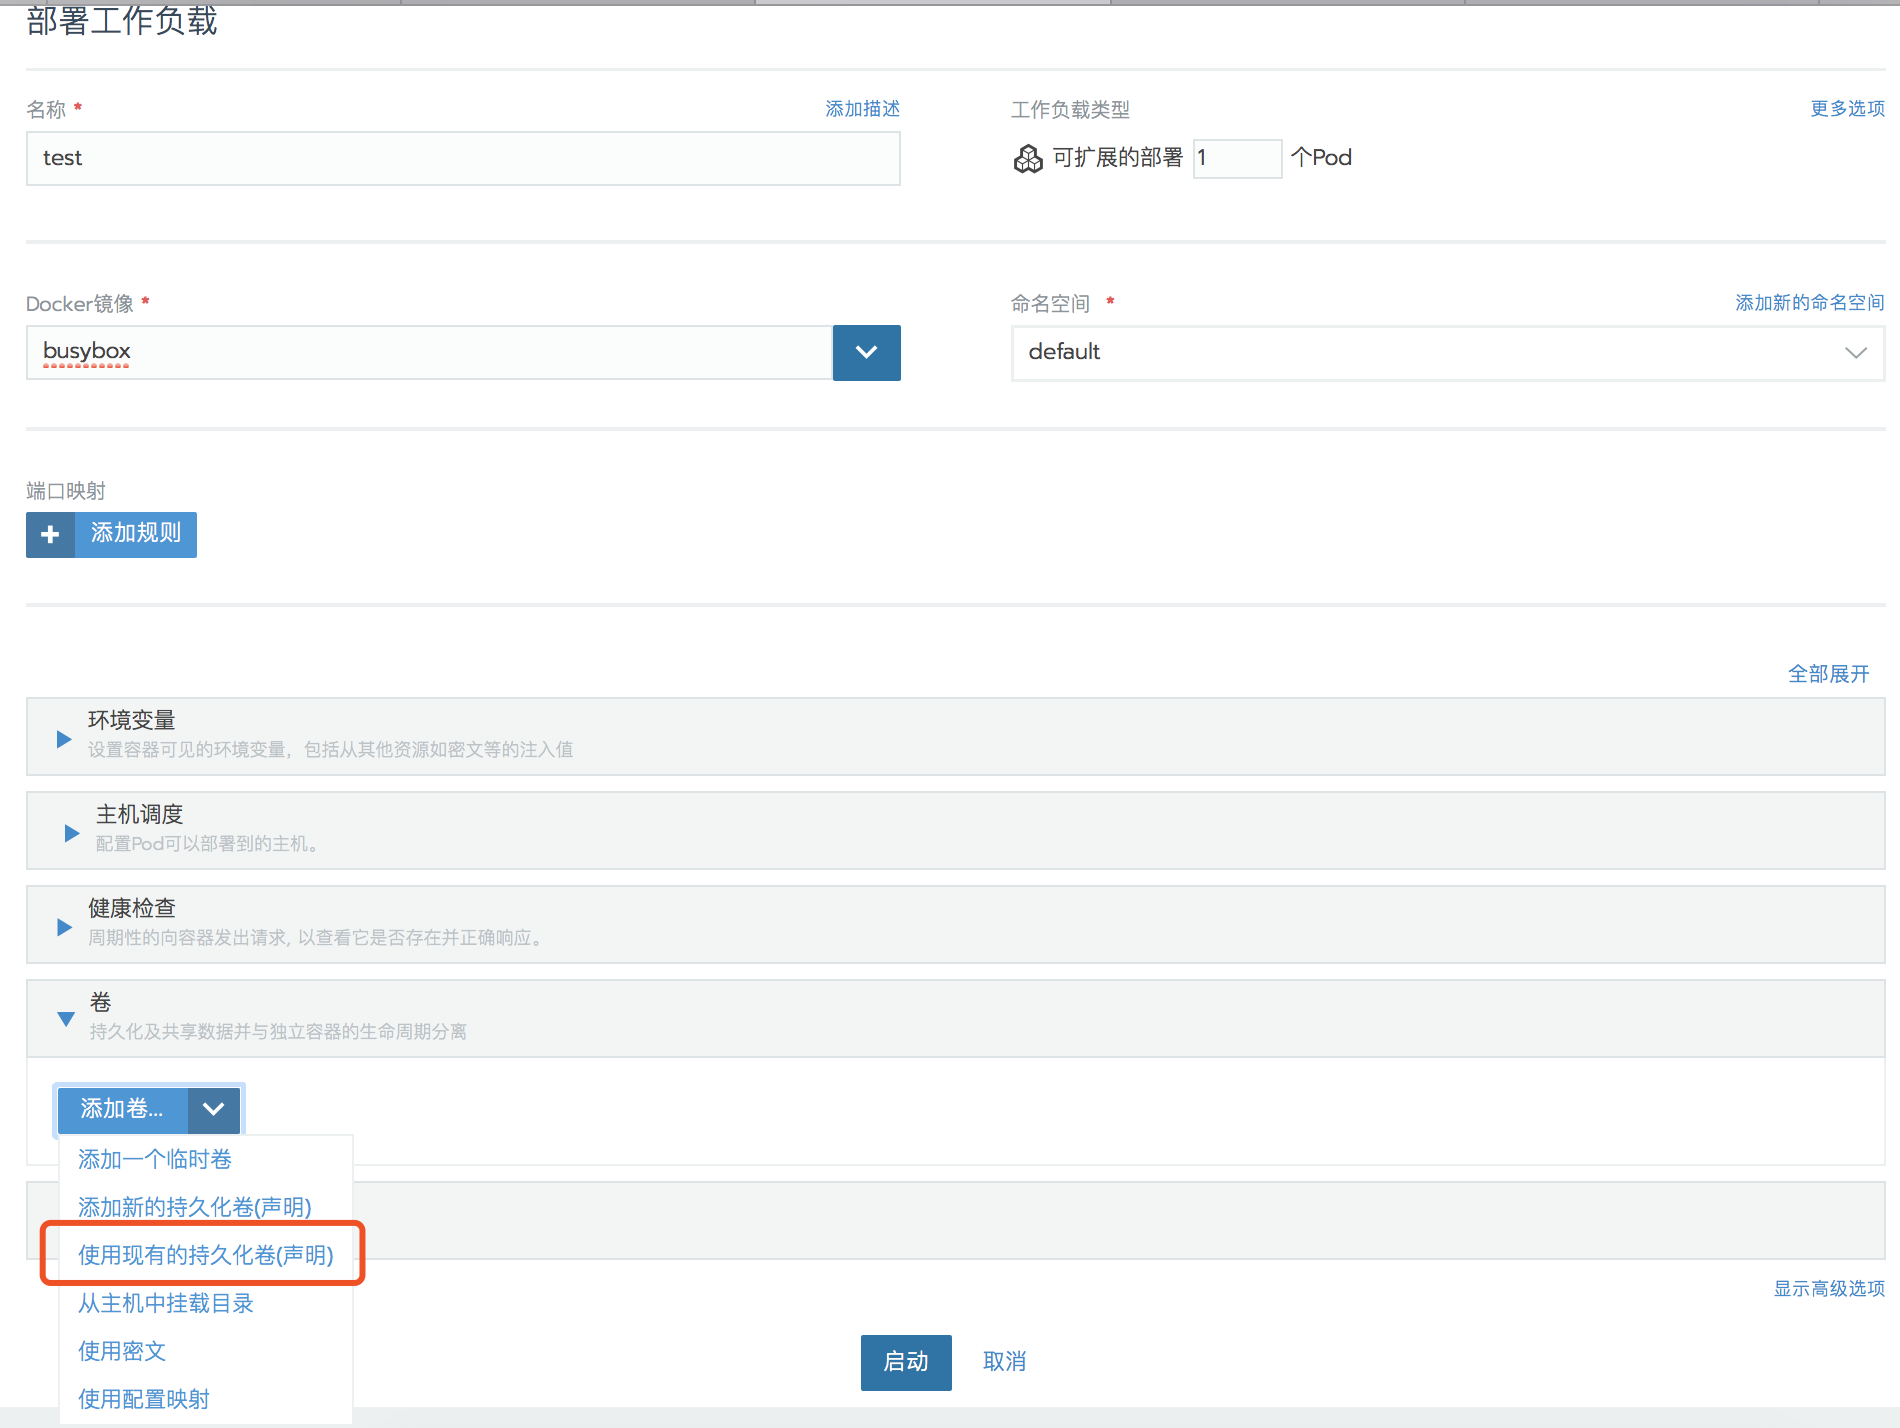 部署工作负载
名称 *
添加描述
工作负载类型
更多选项
test
可扩展的部署 1 个Pod
Docker镜像 *
命名空间 *
添加新的命名空间
busybox
default
端口映射
添加规则
全部展开
环境变量
设置容器可见的环境变量，包括从其他资源如密文等的注入值
主机调度
配置Pod可以部署到的主机。
健康检查
周期性的向容器发出请求, 以查看它是否存在并正确响应。
卷
持久化及共享数据并与独立容器的生命周期分离
添加卷...
添加一个临时卷
添加新的持久化卷(声明)
使用现有的持久化卷(声明)
从主机中挂载目录
使用密文
使用配置映射
显示高级选项
启动
取消